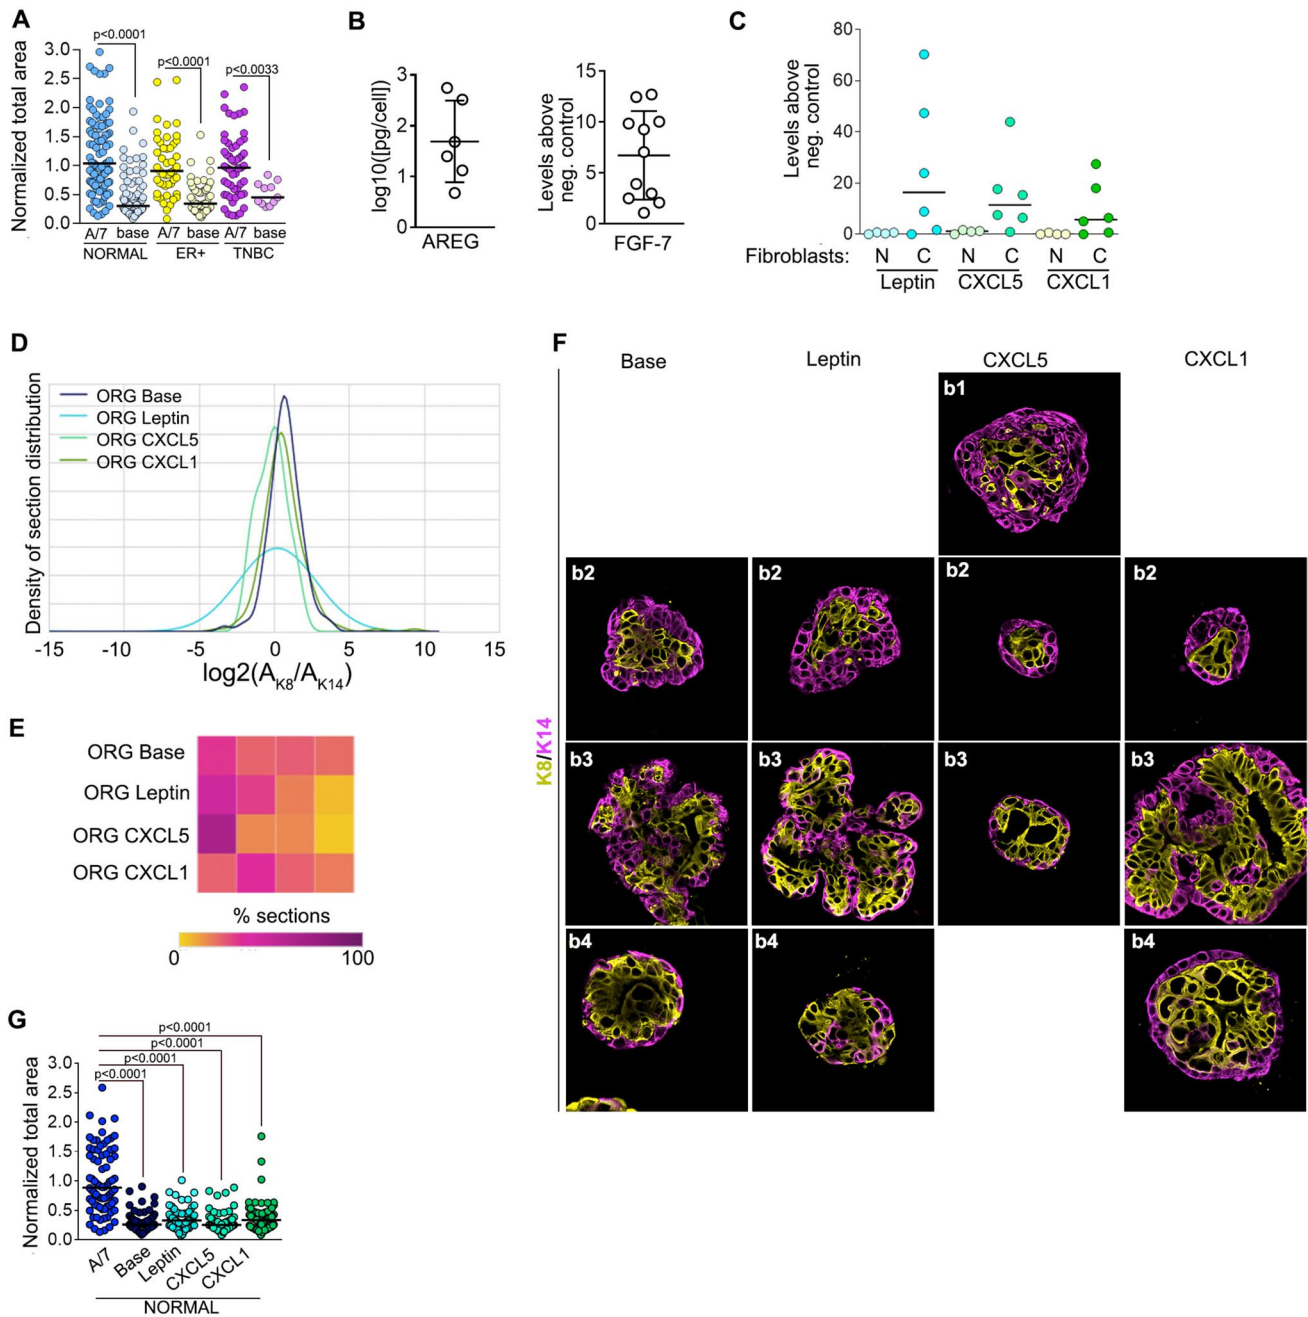 A
Normalized total area
3.0
2.5
2.0
1.5
1.0
0.5
0.0
p<0.0001
p<0.0001
p<0.0033
A/7 base A/7 base A/7 base
NORMAL ER+ TNBC
B
log10([pg/cell])
3
2
1
0
AREG
Levels above
neg. control
15
10
5
0
FGF-7
C
Levels above
neg. control
80
60
40
20
0
Fibroblasts: N C N C N C
Leptin CXCL5 CXCL1
D
Density of section distribution
ORG Base
ORG Leptin
ORG CXCL5
ORG CXCL1
-15 -10 -5 0 5 10 15
log2(AK8/AK14)
E
ORG Base
ORG Leptin
ORG CXCL5
ORG CXCL1
% sections
0 100
F
Base Leptin CXCL5 CXCL1
K8/K14
b1
b2 b2 b2 b2
b3 b3 b3 b3
b4 b4 b4
G
Normalized total area
p<0.0001
p<0.0001
p<0.0001
p<0.0001
3.0
2.5
2.0
1.5
1.0
0.5
0.0
A/7 Base Leptin CXCL5 CXCL1
NORMAL